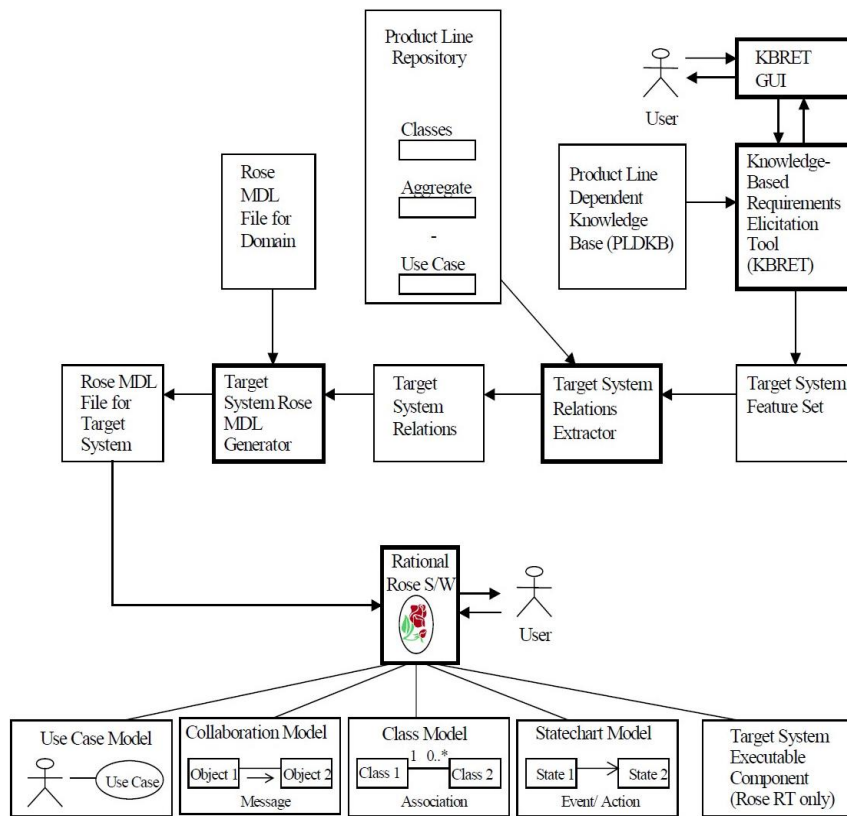 Product Line
Repository
Classes
Aggregate
-
Use Case
User
KBRET
GUI
Rose
MDL
File for
Domain
Product Line
Dependent
Knowledge
Base (PLDKB)
Knowledge-
Based
Requirements
Elicitation
Tool
(KBRET)
Rose MDL
File for
Target
System
Target
System Rose
MDL
Generator
Target
System
Relations
Target System
Relations
Extractor
Target System
Feature Set
Rational
Rose S/W
User
Use Case Model
Use Case
Collaboration Model
Object 1
Object 2
Message
Class Model
1 0..*
Class 1
Class 2
Association
Statechart Model
State 1
State 2
Event/ Action
Target System
Executable
Component
(Rose RT only)